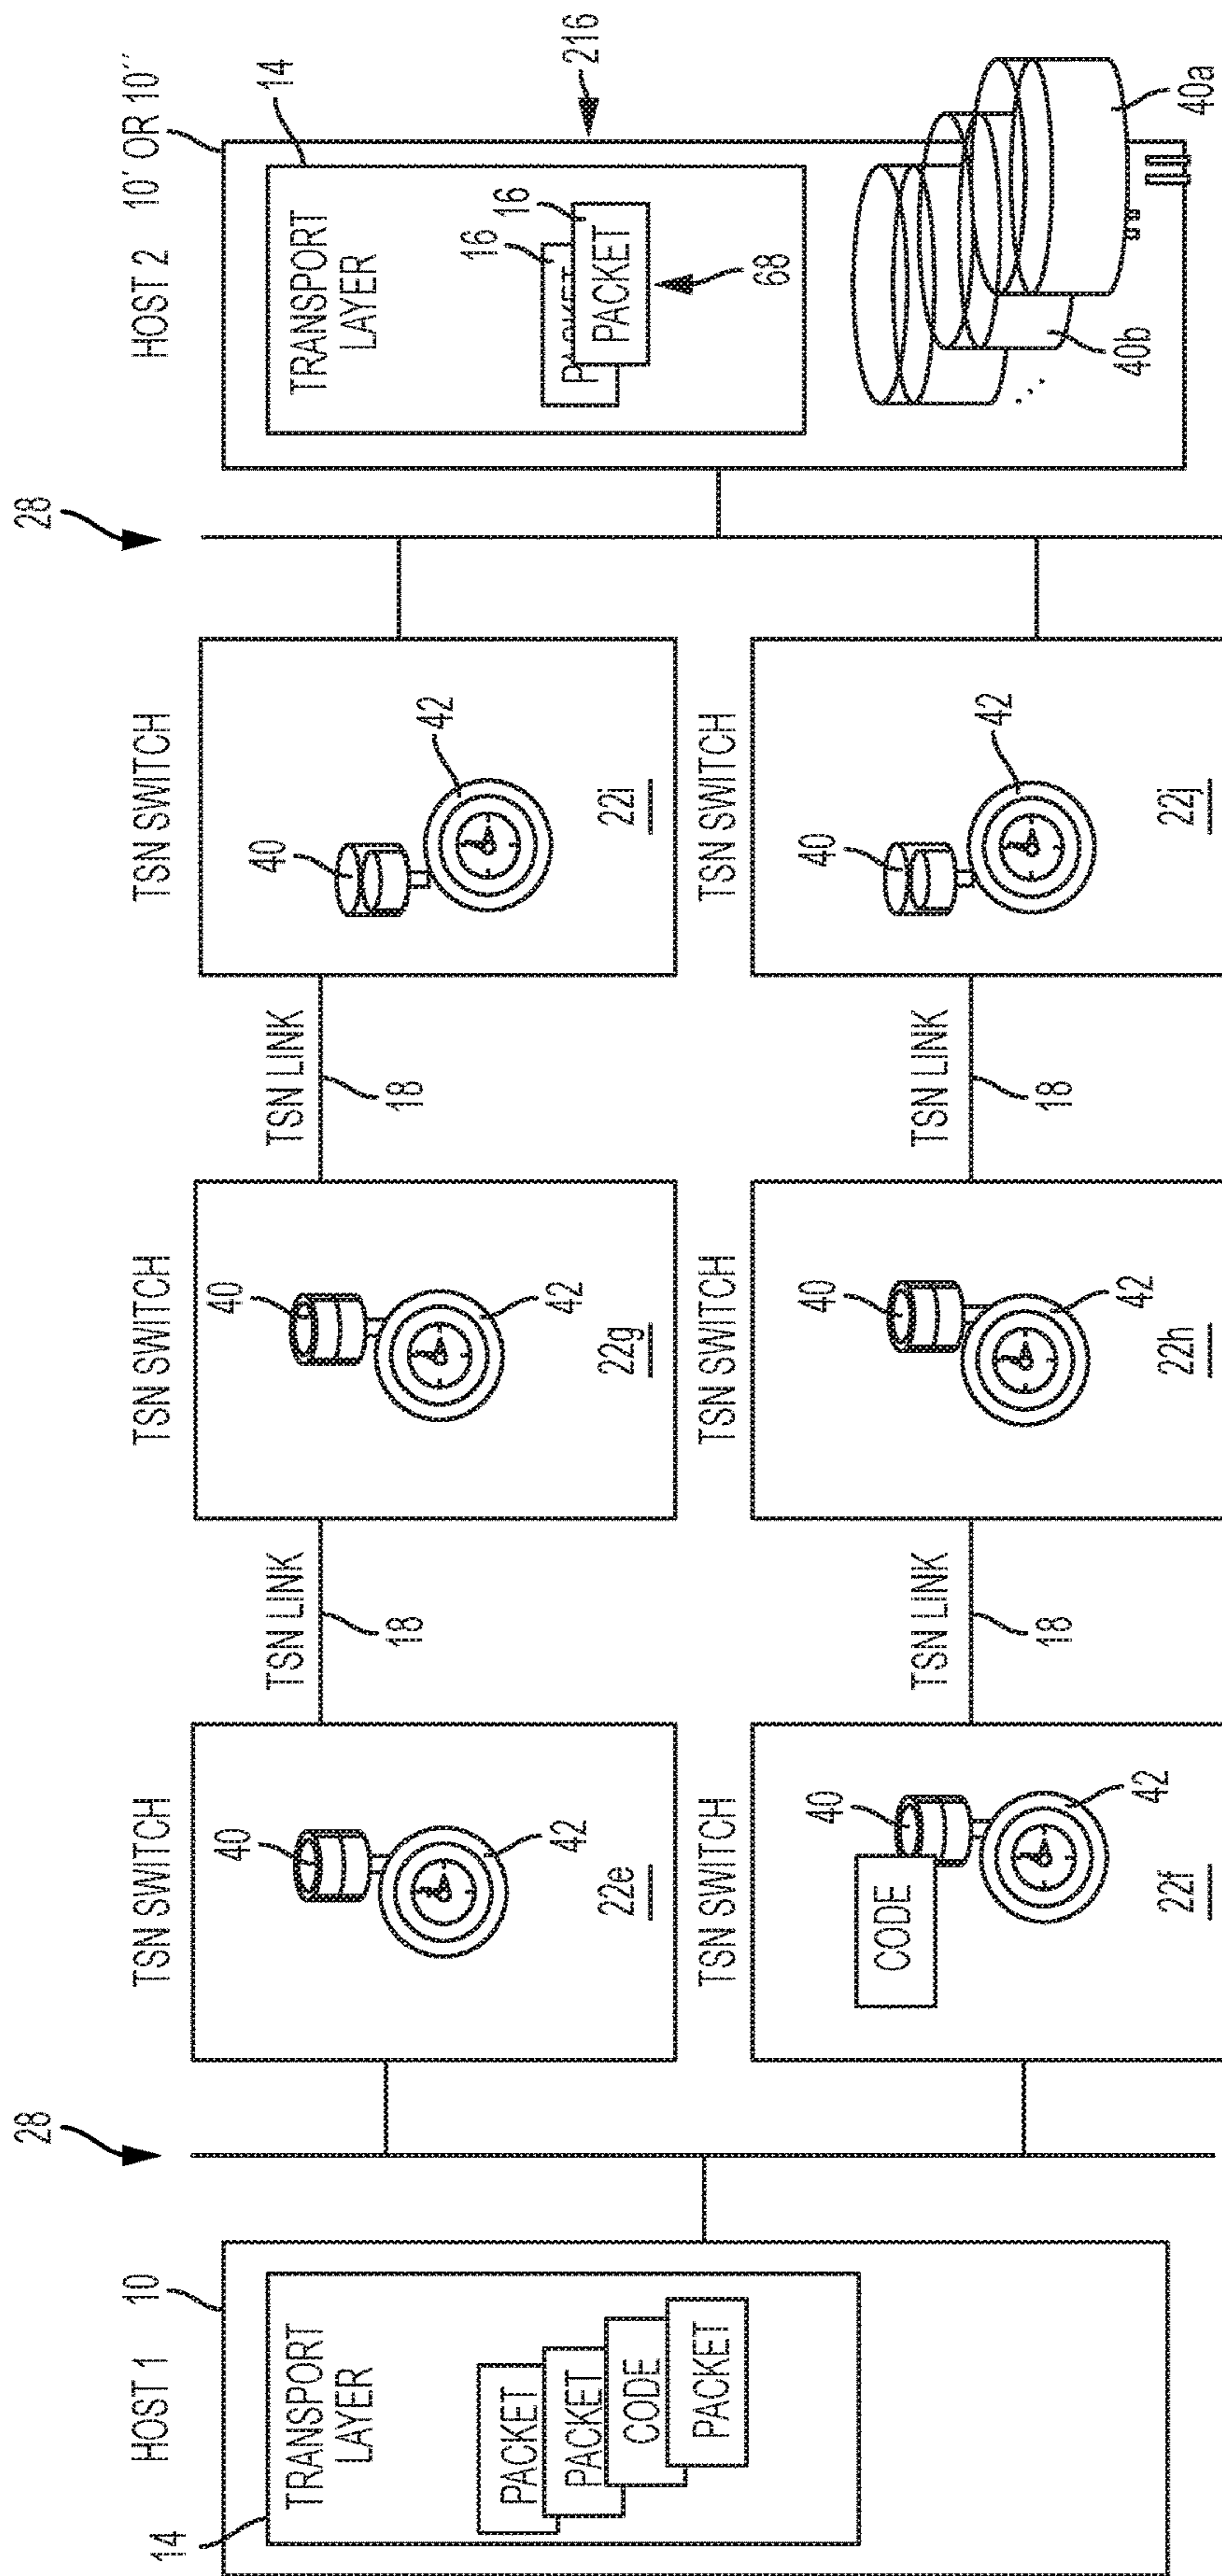 28
28
HOST 1
10
HOST 2
10′ OR 10″
14
TRANSPORT
LAYER
PACKET
PACKET
CODE
PACKET
TSN SWITCH
40
42
22e
TSN LINK
18
TSN SWITCH
40
42
22g
TSN LINK
18
TSN SWITCH
40
42
22i
TSN SWITCH
CODE
40
42
22f
TSN LINK
18
TSN SWITCH
40
42
22h
TSN LINK
18
TSN SWITCH
40
42
22j
14
TRANSPORT
LAYER
16
16
PACKET
PACKET
68
216
40b
40a